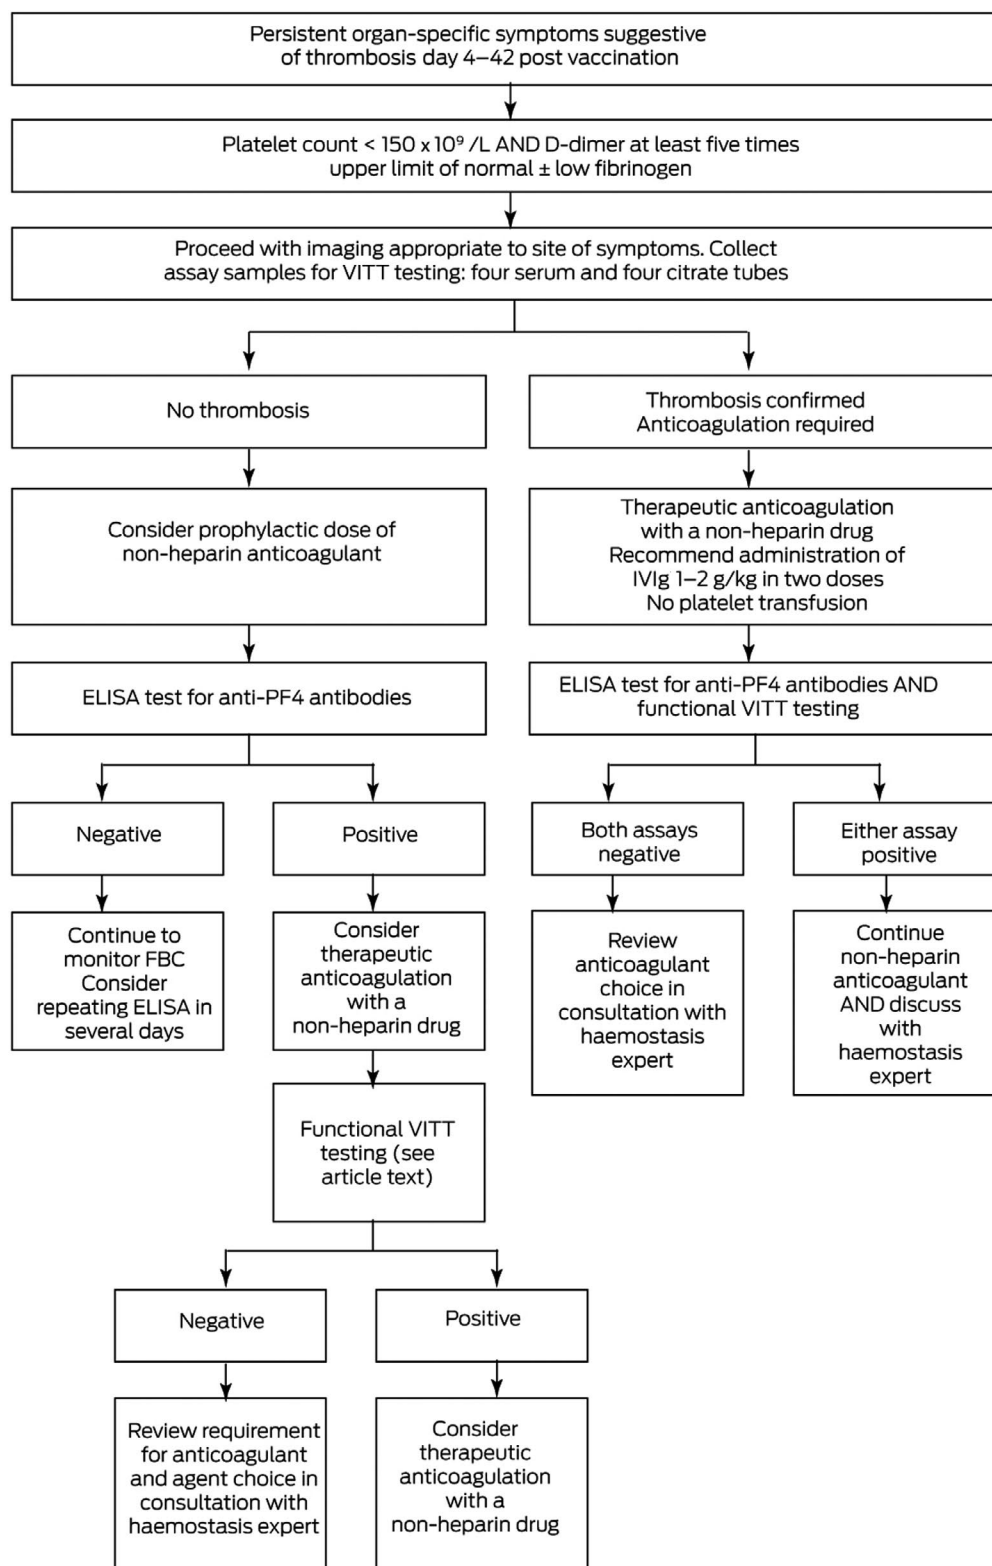 Persistent organ-specific symptoms suggestive
of thrombosis day 4–42 post vaccination
Platelet count < 150 x 10⁹ /L AND D-dimer at least five times
upper limit of normal ± low fibrinogen
Proceed with imaging appropriate to site of symptoms. Collect
assay samples for VITT testing: four serum and four citrate tubes
No thrombosis
Thrombosis confirmed
Anticoagulation required
Consider prophylactic dose of
non-heparin anticoagulant
Therapeutic anticoagulation
with a non-heparin drug
Recommend administration of
IVIg 1–2 g/kg in two doses
No platelet transfusion
ELISA test for anti-PF4 antibodies
ELISA test for anti-PF4 antibodies AND
functional VITT testing
Negative
Positive
Both assays
negative
Either assay
positive
Continue to
monitor FBC
Consider
repeating ELISA in
several days
Consider
therapeutic
anticoagulation
with a
non-heparin drug
Review
anticoagulant
choice in
consultation with
haemostasis
expert
Continue
non-heparin
anticoagulant
AND discuss
with
haemostasis
expert
Functional VITT
testing (see
article text)
Negative
Positive
Review requirement
for anticoagulant
and agent choice in
consultation with
haemostasis expert
Consider
therapeutic
anticoagulation
with a
non-heparin drug